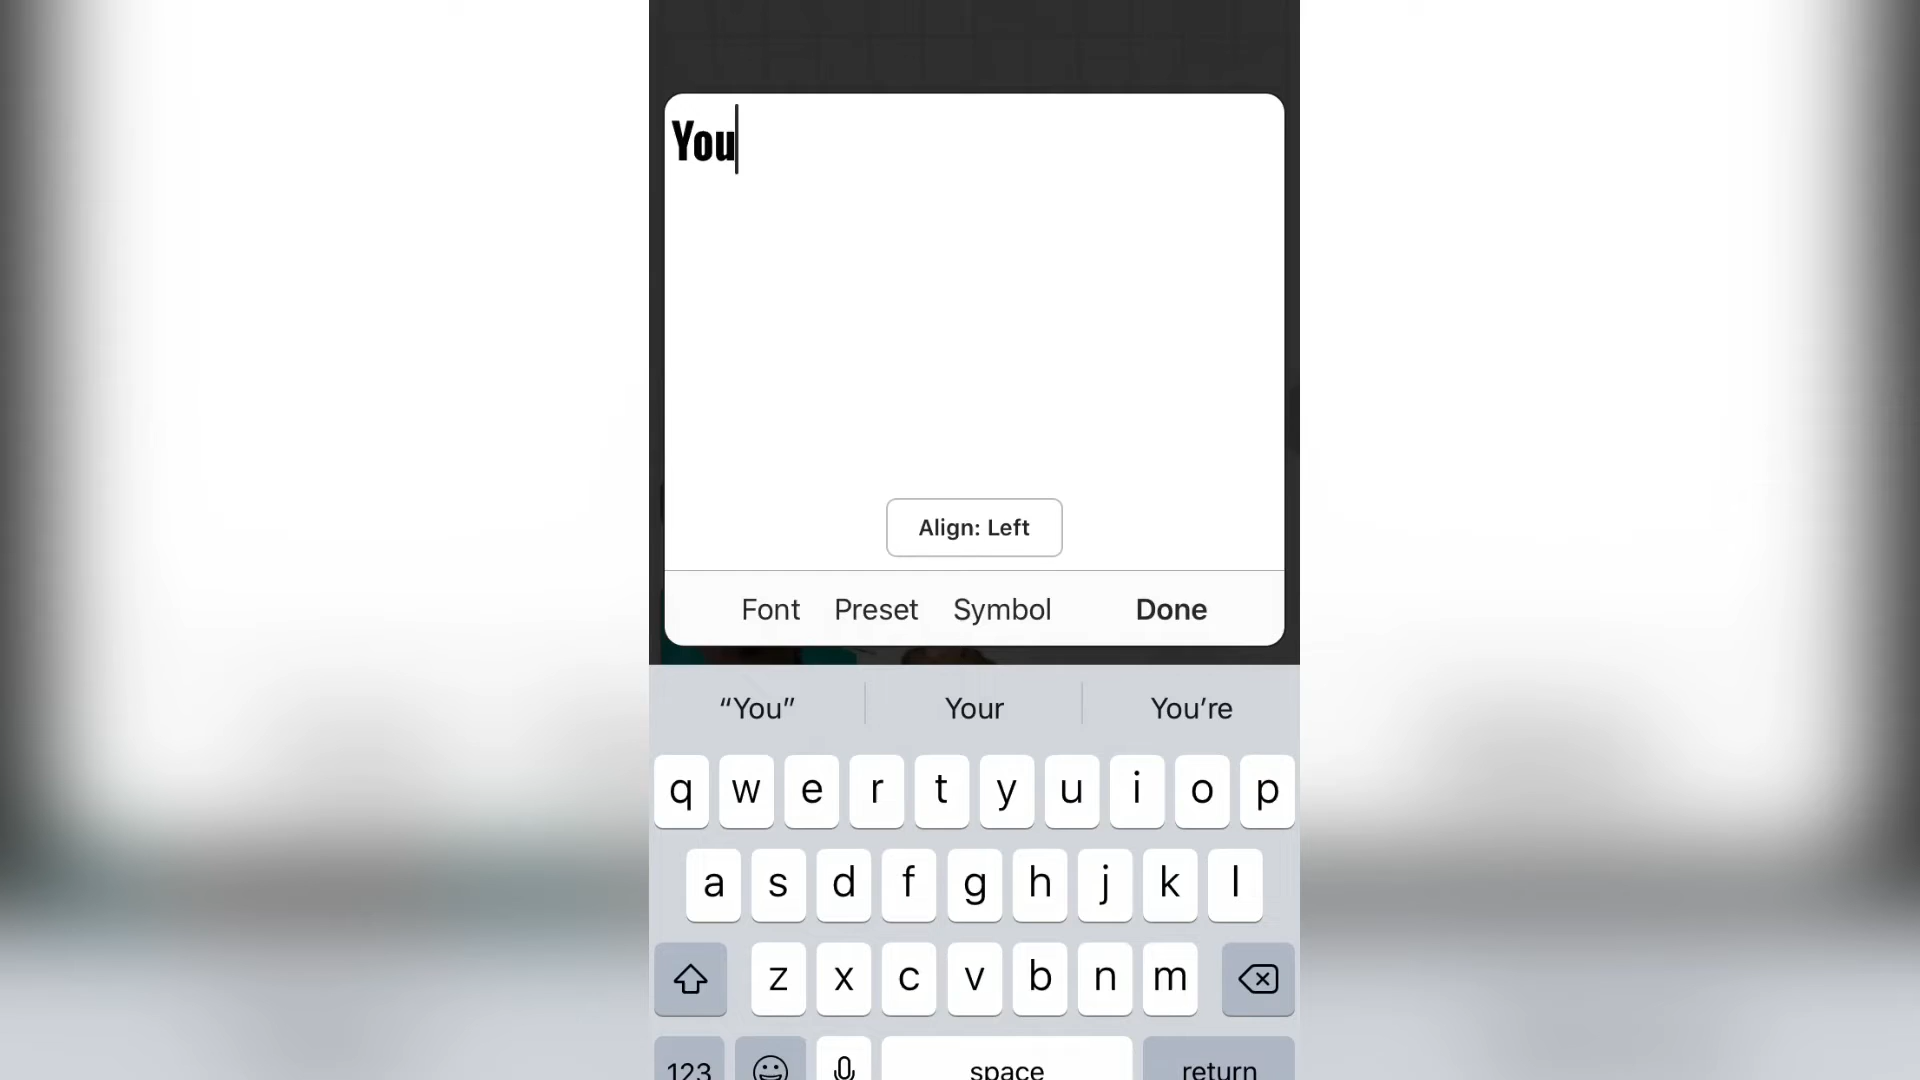 You
Align: Left
Font Preset Symbol Done
“You” Your You’re
q w e r t y u i o p
a s d f g h j k l
z x c v b n m
123 space return